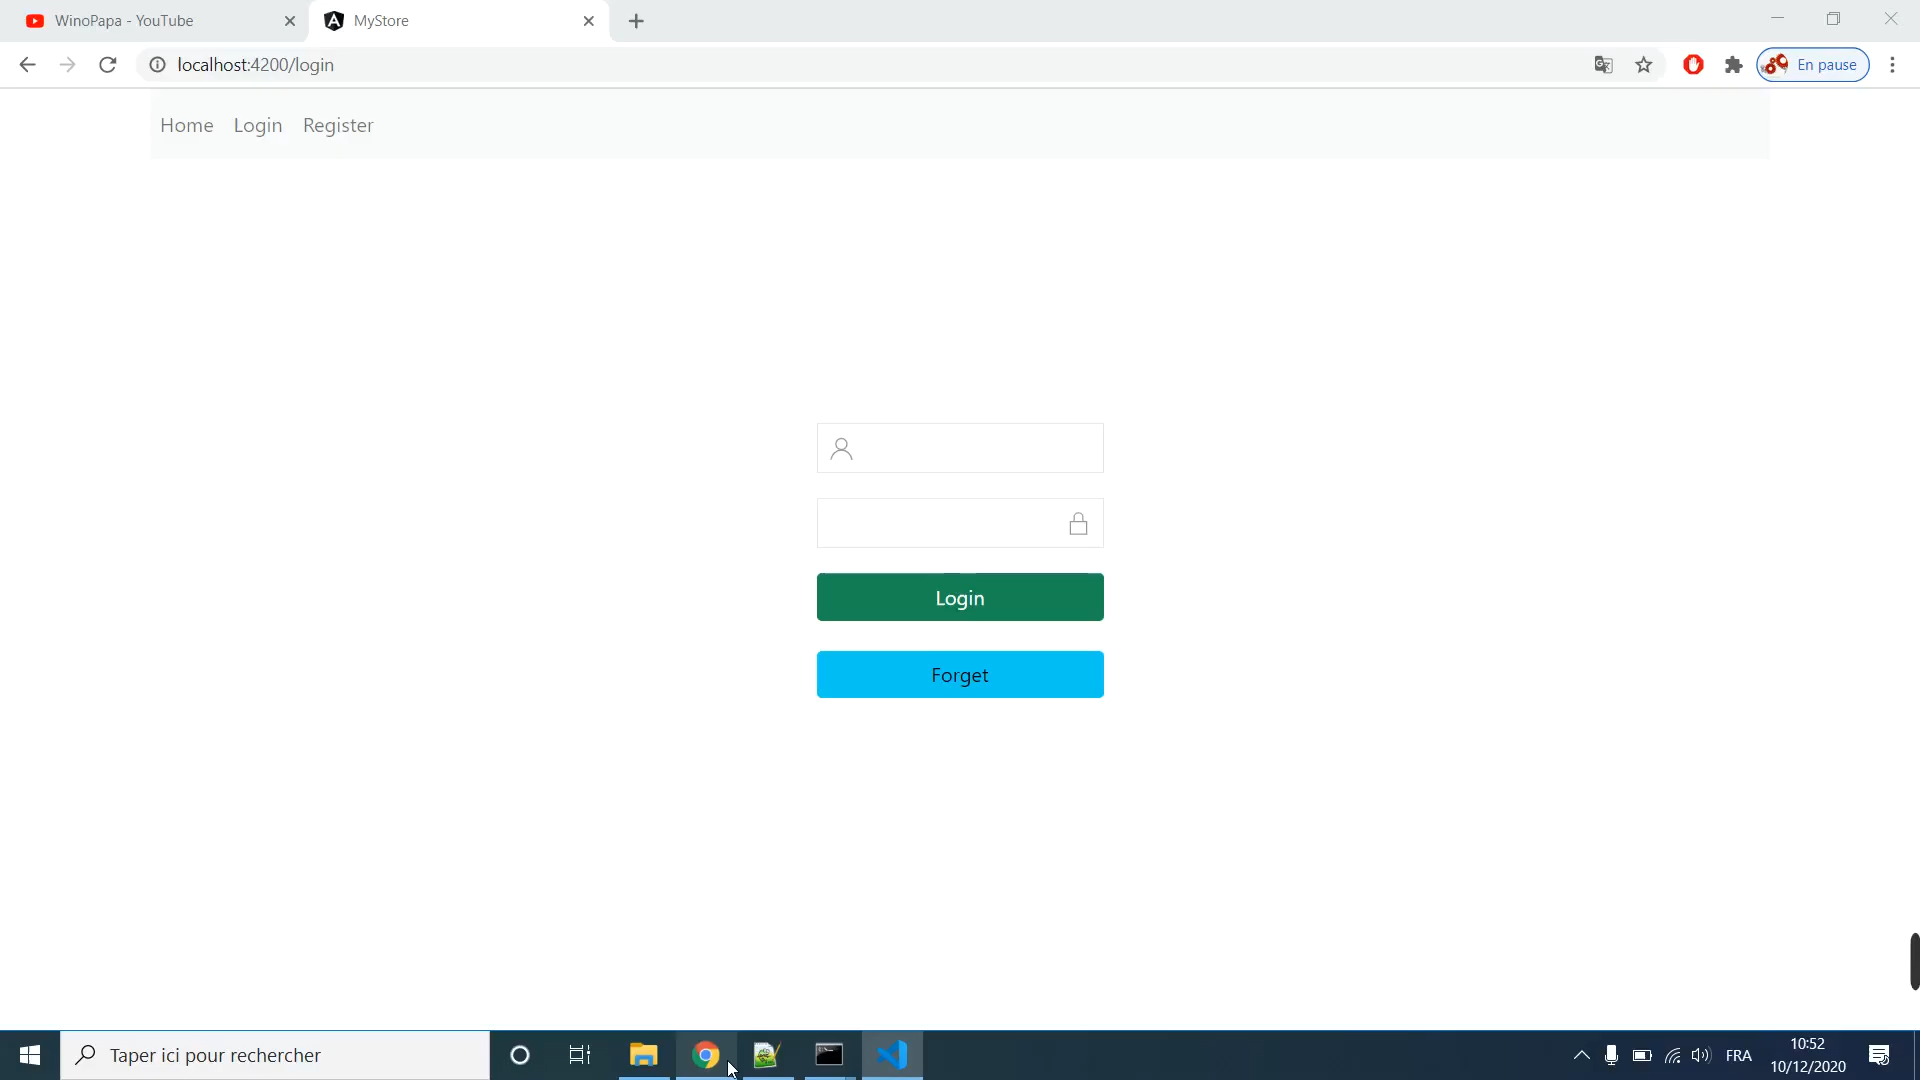 WinoPapa - YouTube
MyStore
localhost:4200/login
En pause
Home Login Register
Login
Forget
Taper ici pour rechercher
FRA
10:52
10/12/2020